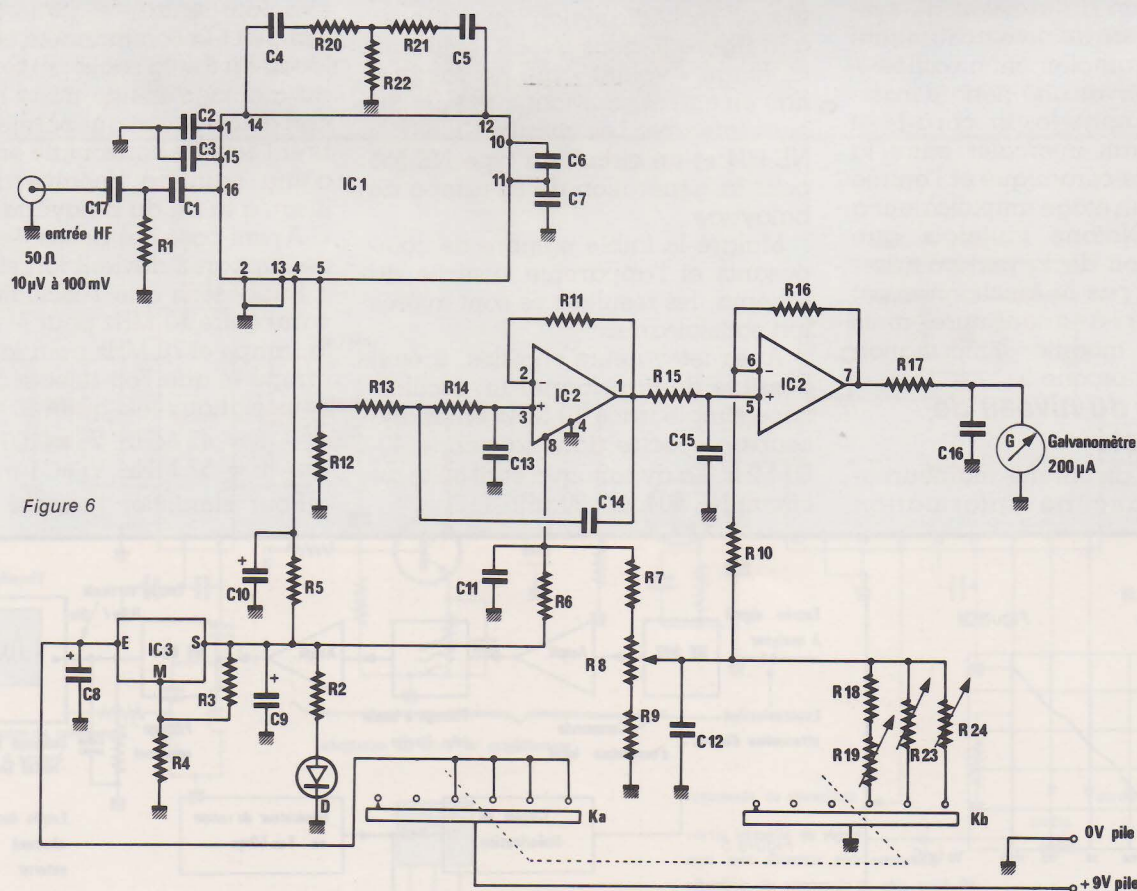 C4
R20
R21
C5
R22
C2
1
14
12
C3
15
10
C6
IC1
11
C7
16
C17
C1
entrée HF
50Ω
10µV à 100 mV
R1
2
13
4
5
R11
R16
2
-
IC2
1
R15
6
-
IC2
7
R17
R13
R14
3
+
4
8
5
+
C13
C15
C16
G
Galvanomètre
200 µA
R12
C14
Figure 6
+
C10
R5
C11
R6
R7
R10
E
IC3
S
M
+
C8
R3
+
C9
R2
R8
R18
R4
R9
C12
R19
R23
R24
D
Ka
Kb
0V pile
+9V pile